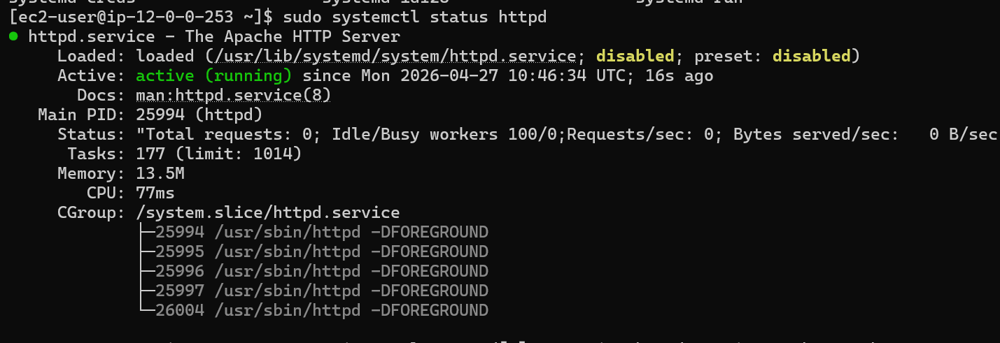 [ec2-user@ip-12-0-0-253 ~]$ sudo systemctl status httpd
● httpd.service - The Apache HTTP Server
Loaded: loaded (/usr/lib/systemd/system/httpd.service; disabled; preset: disabled)
Active: active (running) since Mon 2026-04-27 10:46:34 UTC; 16s ago
Docs: man:httpd.service(8)
Main PID: 25994 (httpd)
Status: "Total requests: 0; Idle/Busy workers 100/0;Requests/sec: 0; Bytes served/sec:   0 B/sec
Tasks: 177 (limit: 1014)
Memory: 13.5M
CPU: 77ms
CGroup: /system.slice/httpd.service
├─25994 /usr/sbin/httpd -DFOREGROUND
├─25995 /usr/sbin/httpd -DFOREGROUND
├─25996 /usr/sbin/httpd -DFOREGROUND
├─25997 /usr/sbin/httpd -DFOREGROUND
└─26004 /usr/sbin/httpd -DFOREGROUND